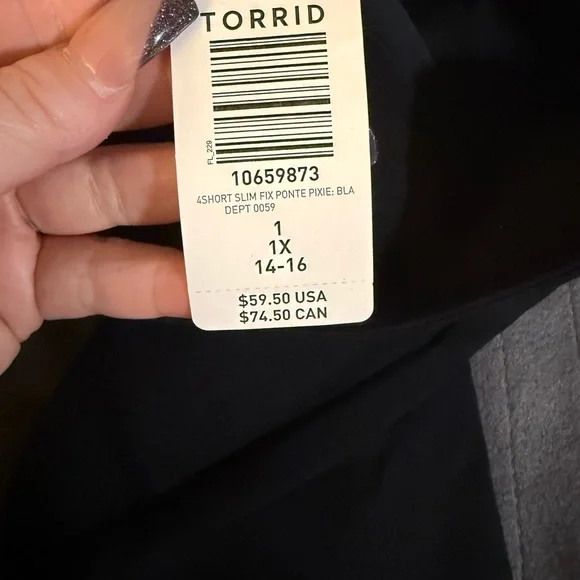 TORRID
FL_229
10659873
4SHORT SLIM FIX PONTE PIXIE: BLA
DEPT 0059
1
1X
14-16
$59.50 USA
$74.50 CAN